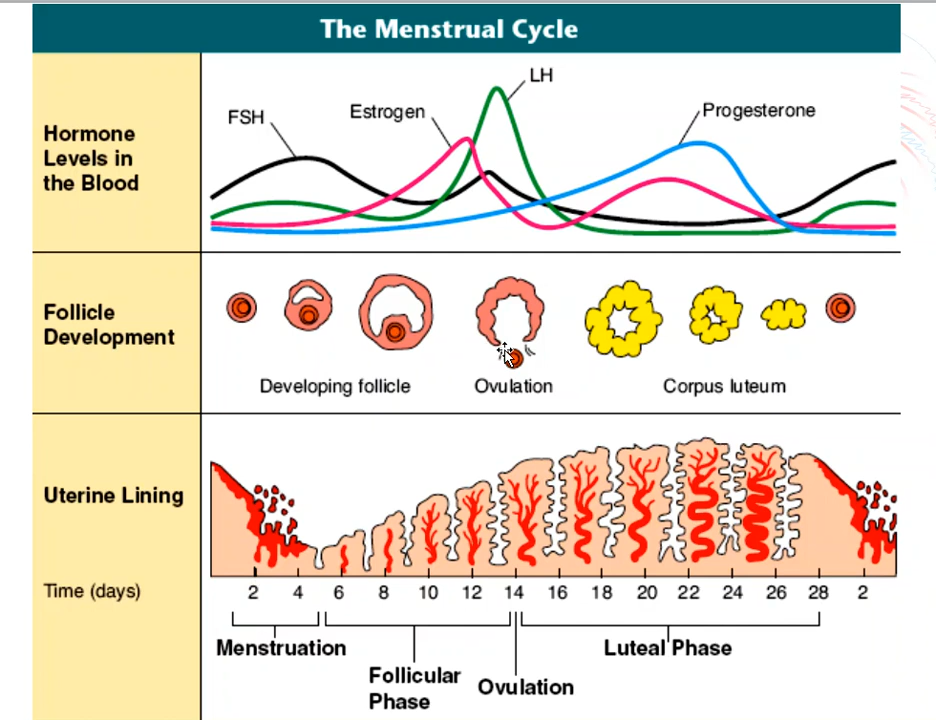 The Menstrual Cycle
Hormone
Levels in
the Blood
FSH
Estrogen
LH
Progesterone
Follicle
Development
Developing follicle
Ovulation
Corpus luteum
Uterine Lining
Time (days)
2 4 6 8 10 12 14 16 18 20 22 24 26 28 2
Menstruation
Follicular
Phase
Ovulation
Luteal Phase